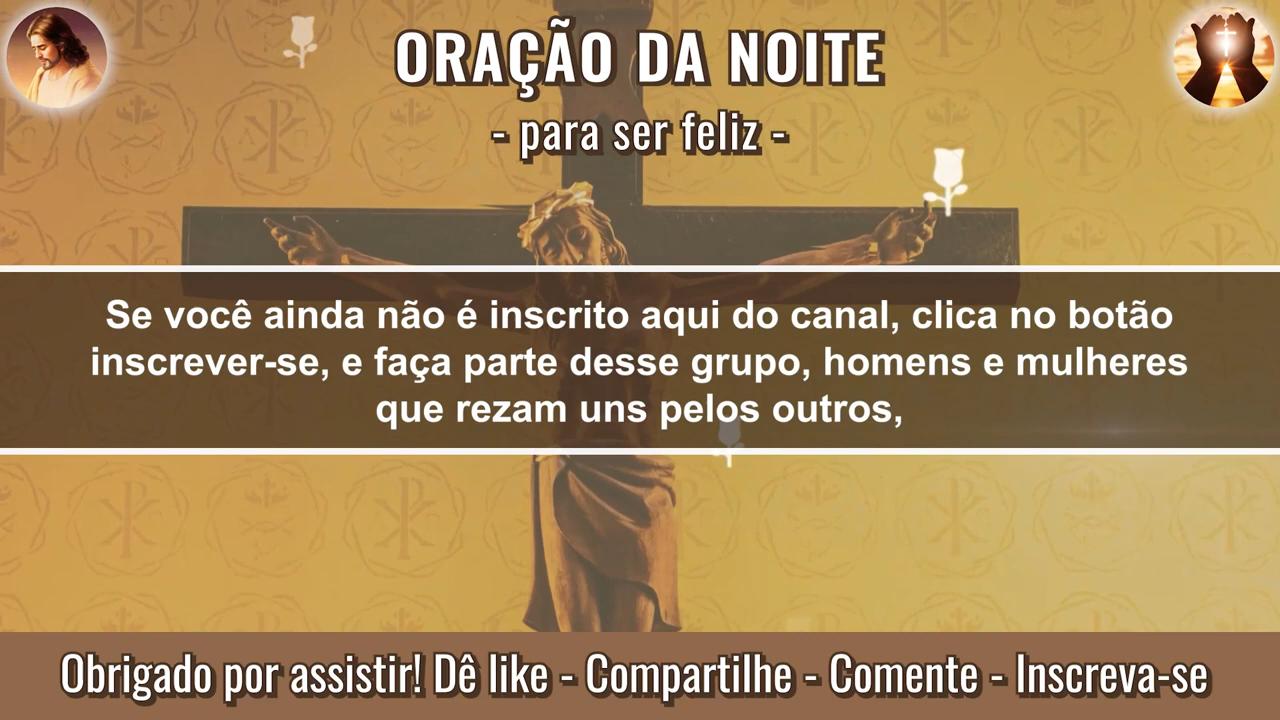 ORAÇÃO DA NOITE
- para ser feliz -
Se você ainda não é inscrito aqui do canal, clica no botão
inscrever-se, e faça parte desse grupo, homens e mulheres
que rezam uns pelos outros,
Obrigado por assistir! Dê like - Compartilhe - Comente - Inscreva-se